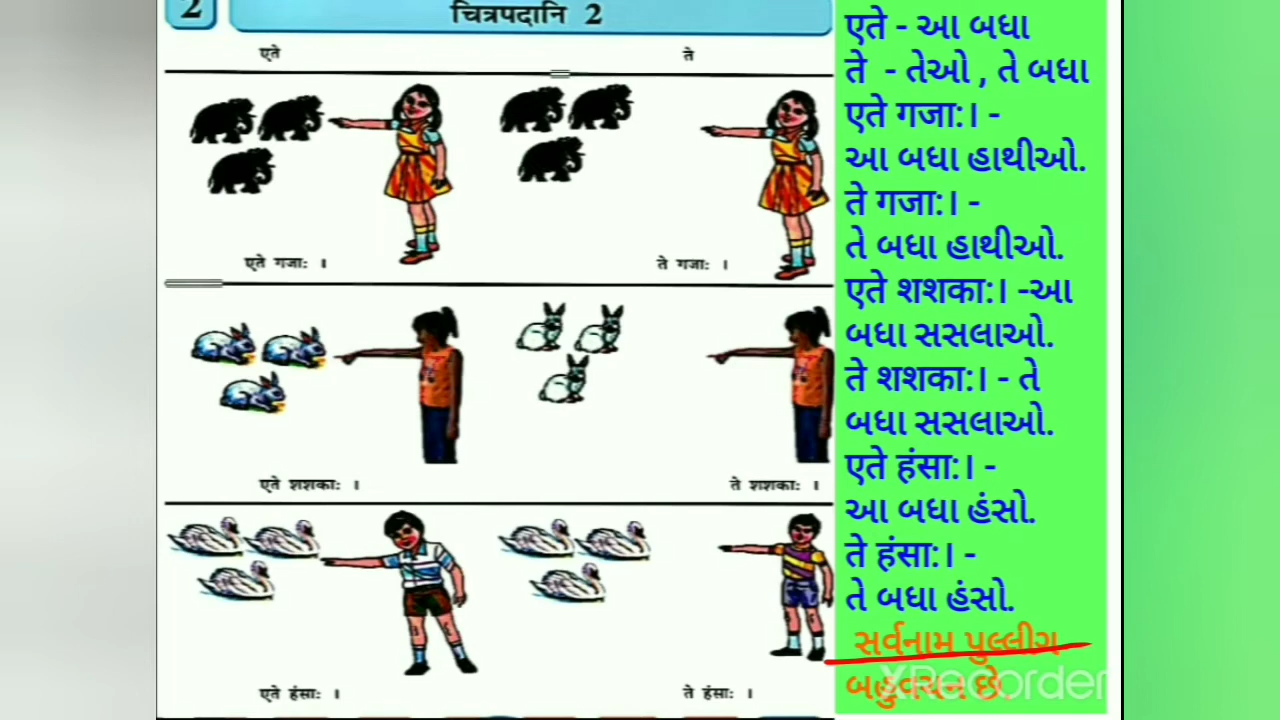 2
चित्रपदानि 2
एते
ते
एते गजाः ।
ते गजाः ।
एते शशकाः ।
ते शशकाः ।
एते हंसाः ।
ते हंसाः ।
एते - આ બધા
ते - તેઓ , તે બધા
एते गजा:। -
આ બધા હાથીઓ.
ते गजा:। -
તે બધા હાથીઓ.
एते शशका:। -આ
બધા સસલાઓ.
ते शशका:। - તે
બધા સસલાઓ.
एते हंसा:। -
આ બધા હંસો.
ते हंसा:। -
તે બધા હંસો.
સર્વનામ પુલ્લીગ
બહુવચન છે.
XRecorder